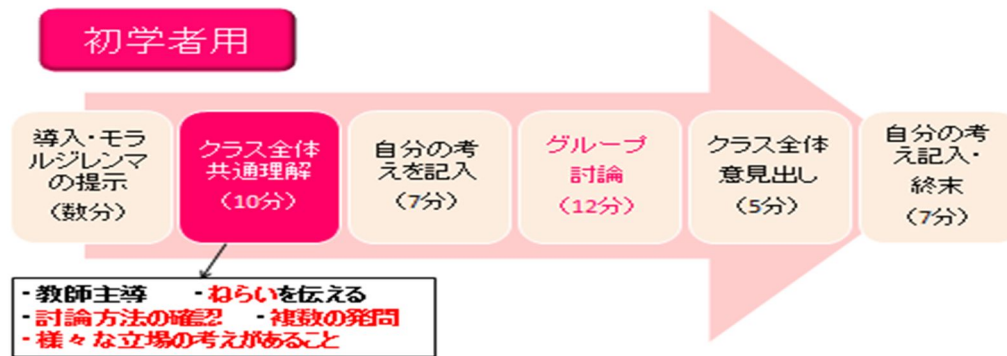 初学者用
導入・モラ
ルジレンマ
の提示
（数分）
クラス全体
共通理解
（10分）
自分の考
えを記入
（7分）
グループ
討論
（12分）
クラス全体
意見出し
（5分）
自分の考
え記入・
終末
（7分）
・教師主導　・ねらいを伝える
・討論方法の確認　・複数の発問
・様々な立場の考えがあること